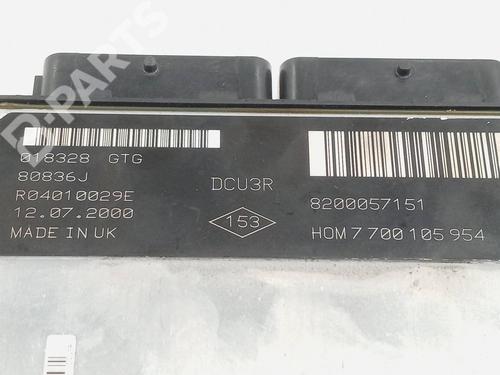 018328 GTG
80836J
R04010029E
12.07.2000
MADE IN UK
DCU3R
153
8200057151
HOM 7 700 105 954
B-PARTS